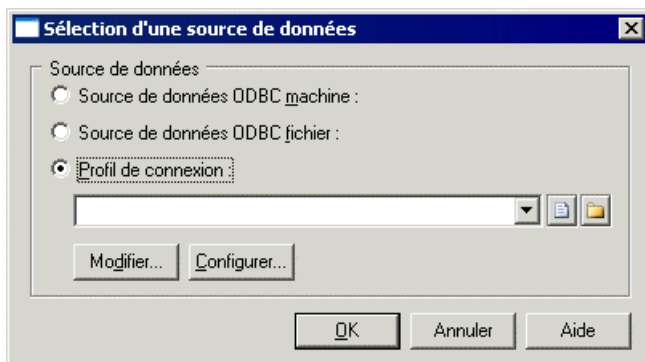 Sélection d'une source de données
Source de données
Source de données ODBC machine :
Source de données ODBC fichier :
Profil de connexion :
Modifier... Configurer...
OK Annuler Aide